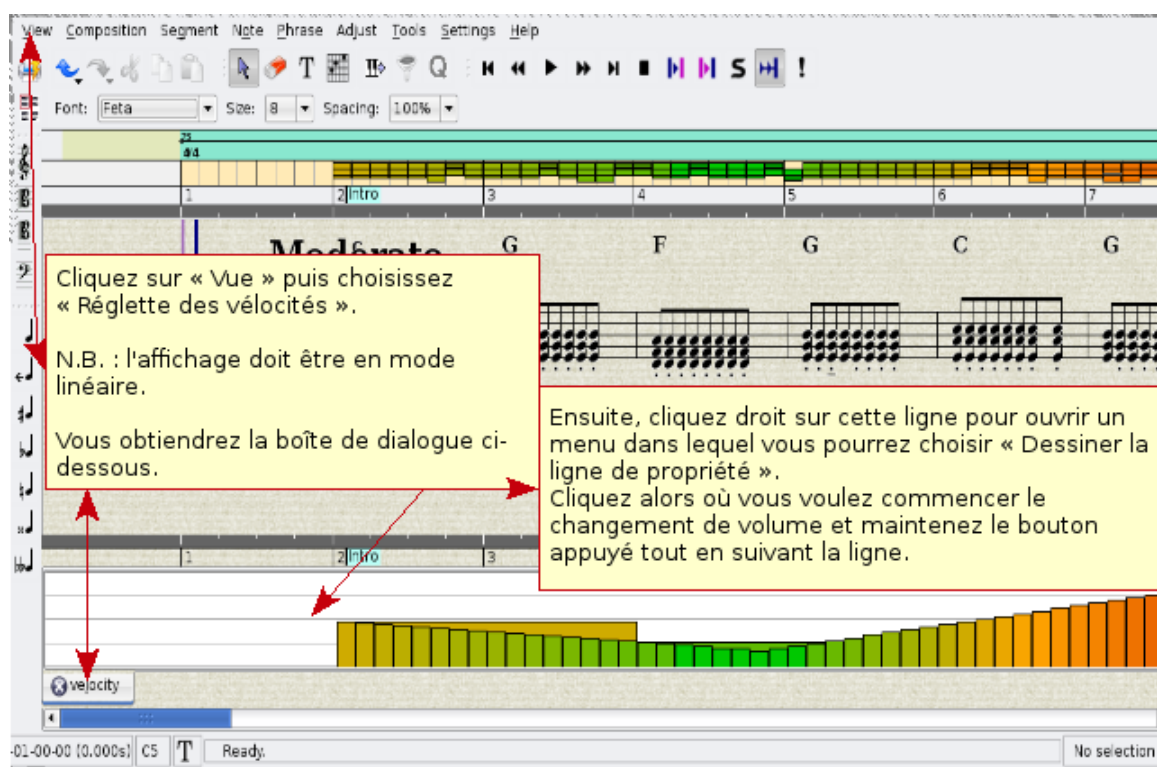 View Composition Segment Note Phrase Adjust Tools Settings Help
T Q S !
Font: Feta Size: 8 Spacing: 100%
75
4/4
1 2 Intro 3 4 5 6 7
Modérato G F G C G
Cliquez sur « Vue » puis choisissez
« Réglette des vélocités ».
N.B. : l'affichage doit être en mode
linéaire.
Vous obtiendrez la boîte de dialogue ci-
dessous.
Ensuite, cliquez droit sur cette ligne pour ouvrir un
menu dans lequel vous pourrez choisir « Dessiner la
ligne de propriété ».
Cliquez alors où vous voulez commencer le
changement de volume et maintenez le bouton
appuyé tout en suivant la ligne.
1 2 Intro 3
velocity
-01-00-00 (0.000s) C5 T Ready. No selection